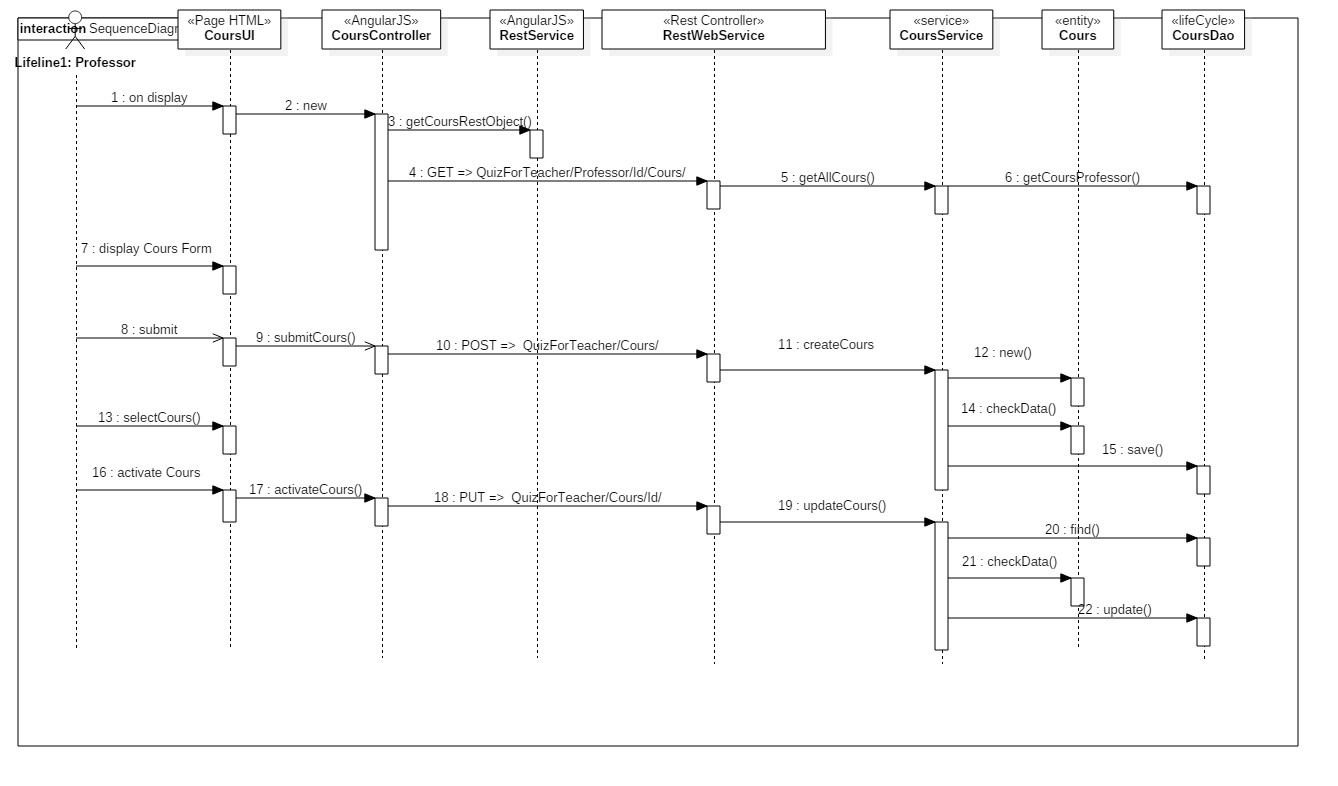 interaction SequenceDiagr
Lifeline1: Professor
«Page HTML»
CoursUI
«AngularJS»
CoursController
«AngularJS»
RestService
«Rest Controller»
RestWebService
«service»
CoursService
«entity»
Cours
«lifeCycle»
CoursDao
1 : on display
2 : new
3 : getCoursRestObject()
4 : GET => QuizForTeacher/Professor/Id/Cours/
5 : getAllCours()
6 : getCoursProfessor()
7 : display Cours Form
8 : submit
9 : submitCours()
10 : POST => QuizForTeacher/Cours/
11 : createCours
12 : new()
13 : selectCours()
14 : checkData()
15 : save()
16 : activate Cours
17 : activateCours()
18 : PUT => QuizForTeacher/Cours/Id/
19 : updateCours()
20 : find()
21 : checkData()
22 : update()